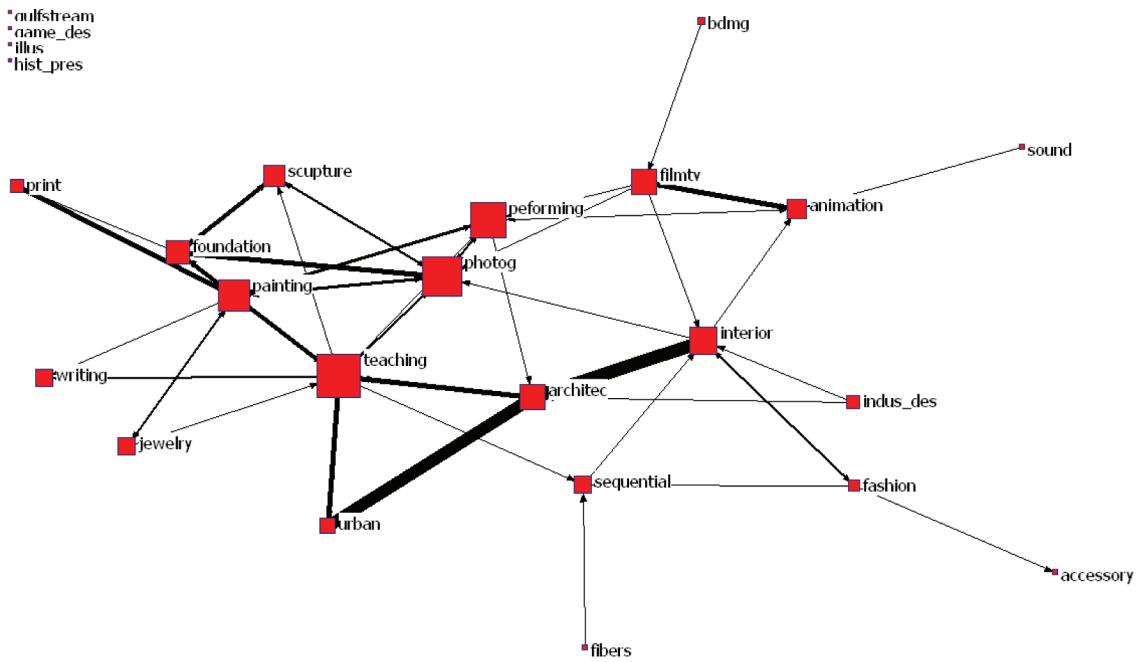 gulfstream
game_des
illus
hist_pres
bdmg
sound
scupture
filmtv
print
peforming
animation
foundation
photog
painting
interior
teaching
writing
architec
indus_des
jewelry
sequential
fashion
urban
accessory
fibers